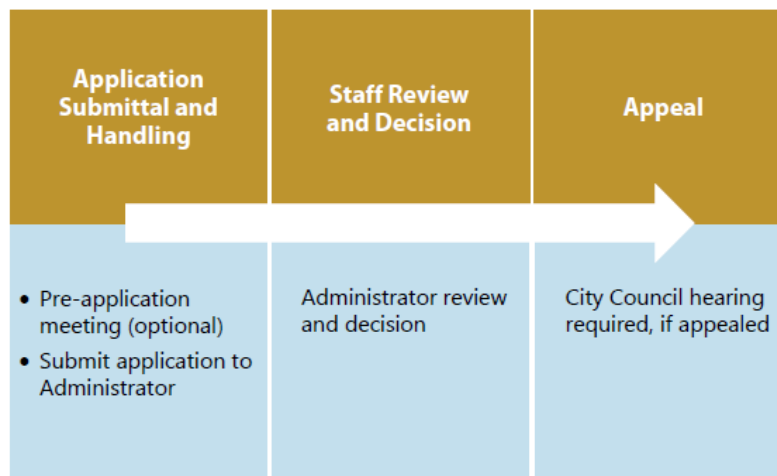 Application
Submittal and
Handling
Staff Review
and Decision
Appeal
• Pre-application
meeting (optional)
• Submit application to
Administrator
Administrator review
and decision
City Council hearing
required, if appealed